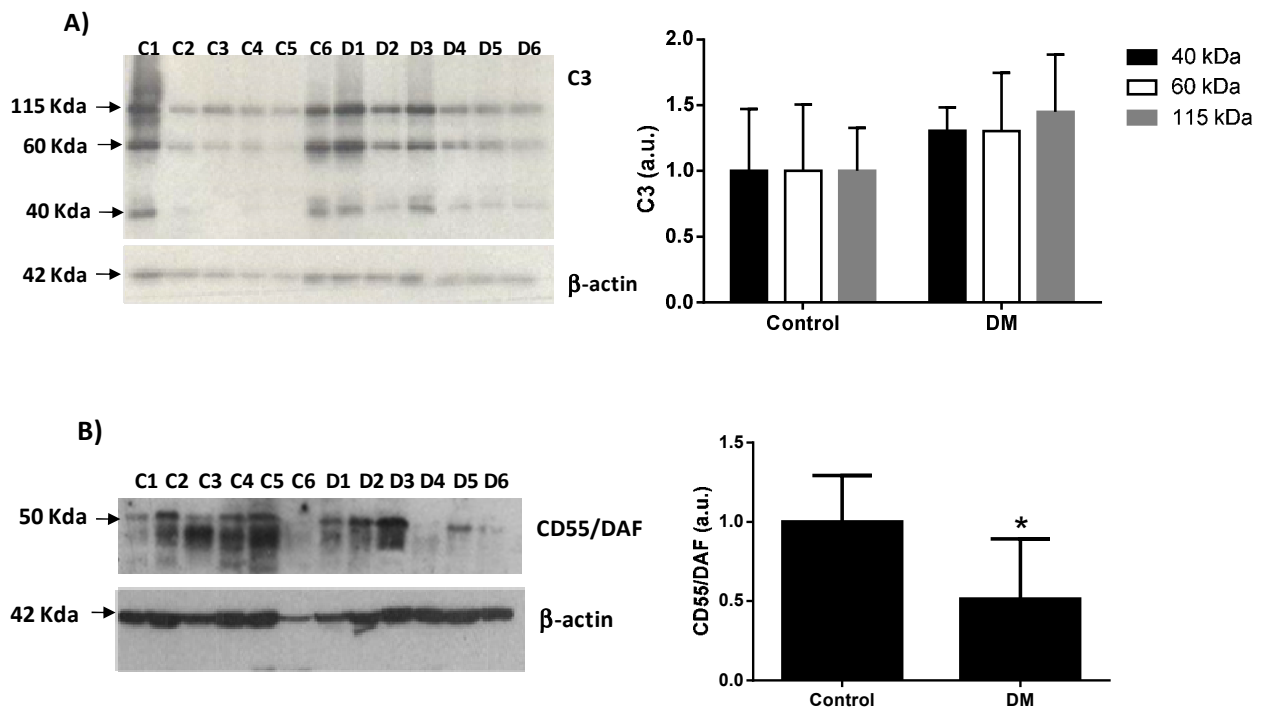 A)
C1 C2 C3 C4 C5 C6 D1 D2 D3 D4 D5 D6
C3
115 Kda
60 Kda
40 Kda
42 Kda
β-actin
2.0
1.5
1.0
0.5
0.0
C3 (a.u.)
Control
DM
40 kDa
60 kDa
115 kDa
B)
C1 C2 C3 C4 C5 C6 D1 D2 D3 D4 D5 D6
50 Kda
CD55/DAF
42 Kda
β-actin
1.5
1.0
0.5
0.0
CD55/DAF (a.u.)
*
Control
DM